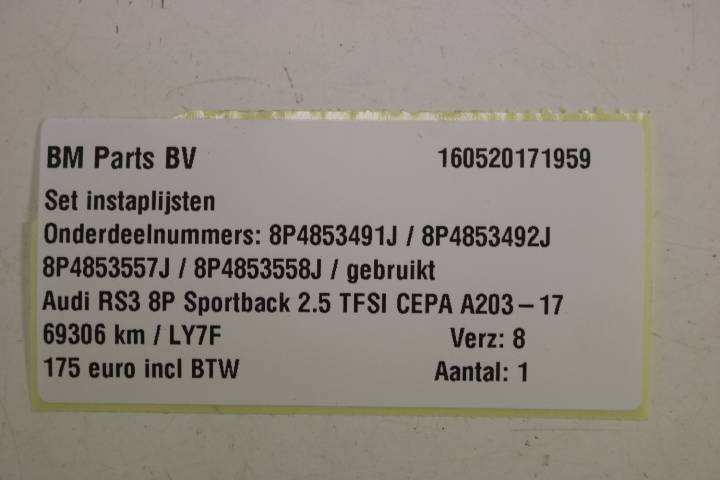 BM Parts BV 160520171959
Set instaplijsten
Onderdeelnummers: 8P4853491J / 8P4853492J
8P4853557J / 8P4853558J / gebruikt
Audi RS3 8P Sportback 2.5 TFSI CEPA A203 – 17
69306 km / LY7F Verz: 8
175 euro incl BTW Aantal: 1